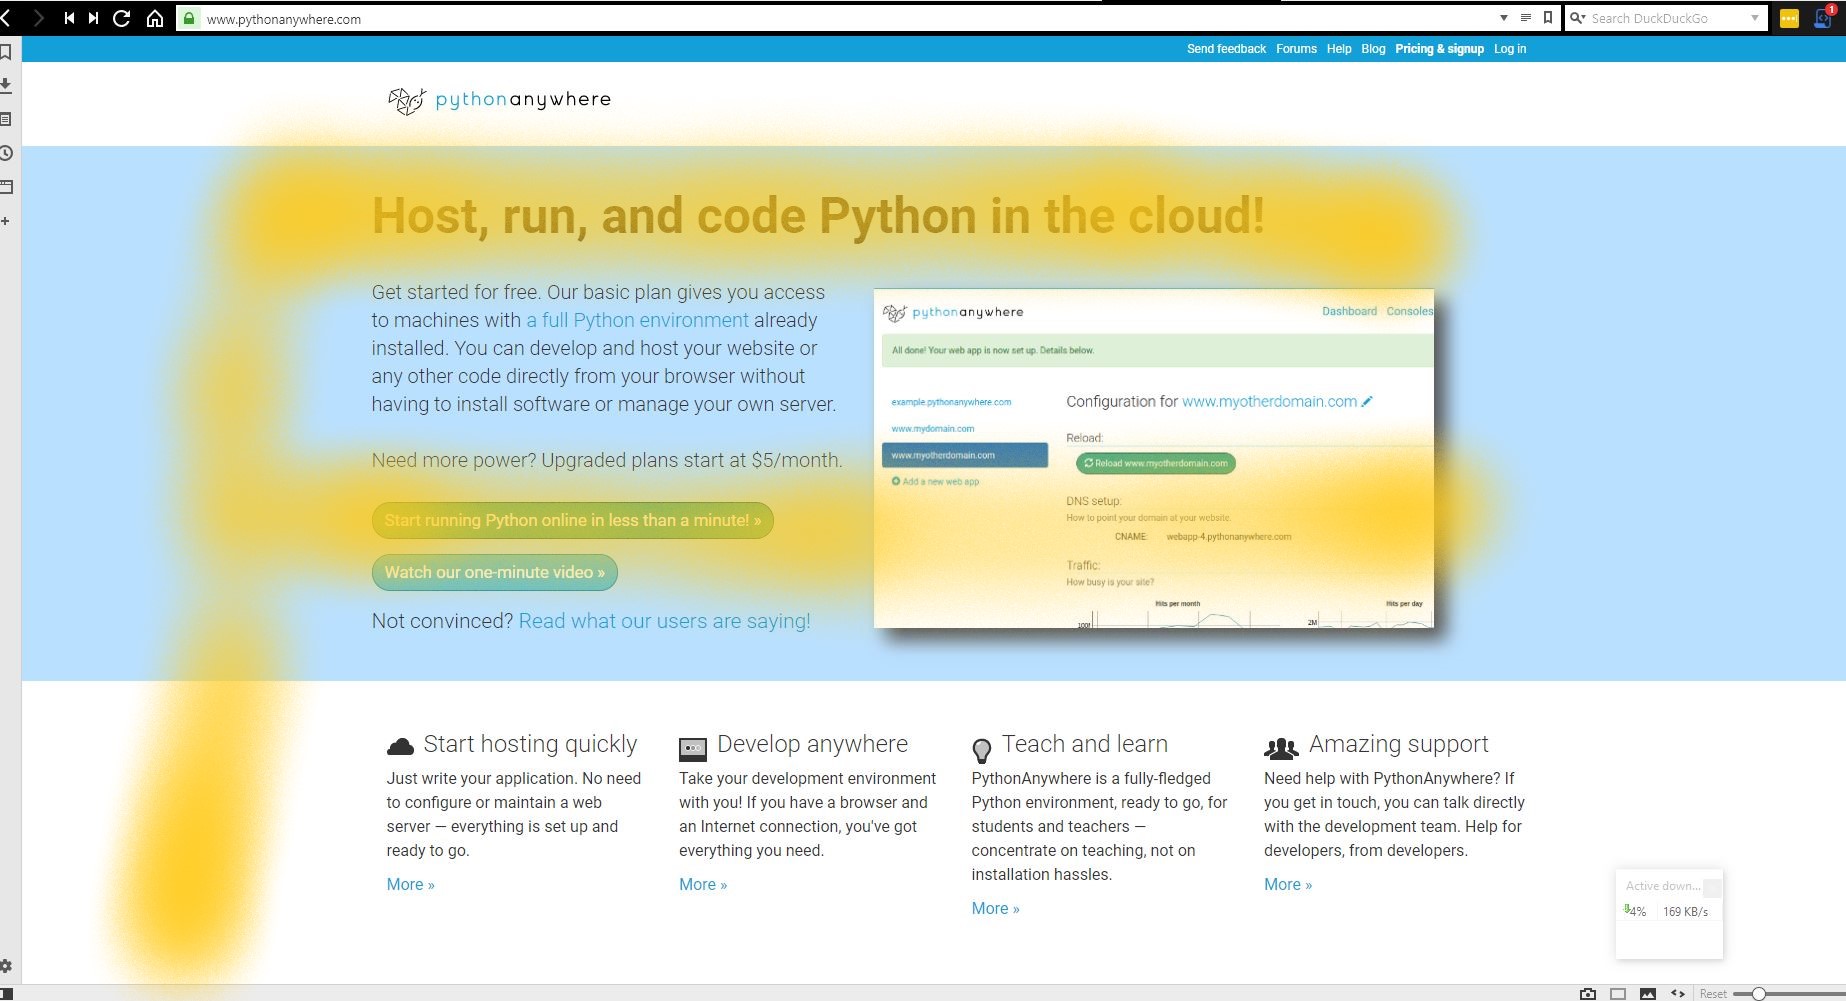 www.pythonanywhere.com
Search DuckDuckGo
1
Send feedback Forums Help Blog Pricing & signup Log in
pythonanywhere
Host, run, and code Python in the cloud!
Get started for free. Our basic plan gives you access
to machines with a full Python environment already
installed. You can develop and host your website or
any other code directly from your browser without
having to install software or manage your own server.
Need more power? Upgraded plans start at $5/month.
Start running Python online in less than a minute! »
Watch our one-minute video »
Not convinced? Read what our users are saying!
pythonanywhere
Dashboard Consoles
All done! Your web app is now set up. Details below.
example.pythonanywhere.com
www.mydomain.com
www.myotherdomain.com
Add a new web app
Configuration for www.myotherdomain.com
Reload:
Reload www.myotherdomain.com
DNS setup:
How to point your domain at your website.
CNAME: webapp-4.pythonanywhere.com
Traffic:
How busy is your site?
Hits per month
Hits per day
2M
Start hosting quickly
Just write your application. No need
to configure or maintain a web
server — everything is set up and
ready to go.
More »
Develop anywhere
Take your development environment
with you! If you have a browser and
an Internet connection, you've got
everything you need.
More »
Teach and learn
PythonAnywhere is a fully-fledged
Python environment, ready to go, for
students and teachers —
concentrate on teaching, not on
installation hassles.
More »
Amazing support
Need help with PythonAnywhere? If
you get in touch, you can talk directly
with the development team. Help for
developers, from developers.
More »
Active down...
4% 169 KB/s
Reset